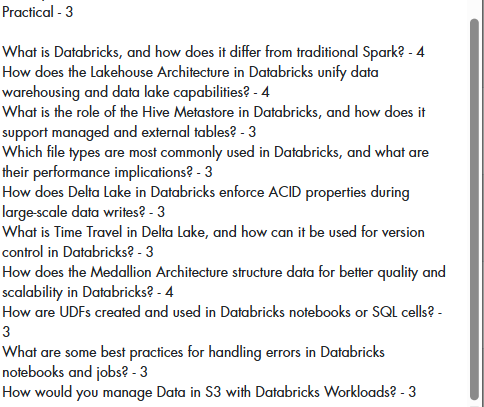 Practical - 3
What is Databricks, and how does it differ from traditional Spark? - 4
How does the Lakehouse Architecture in Databricks unify data
warehousing and data lake capabilities? - 4
What is the role of the Hive Metastore in Databricks, and how does it
support managed and external tables? - 3
Which file types are most commonly used in Databricks, and what are
their performance implications? - 3
How does Delta Lake in Databricks enforce ACID properties during
large-scale data writes? - 3
What is Time Travel in Delta Lake, and how can it be used for version
control in Databricks? - 3
How does the Medallion Architecture structure data for better quality and
scalability in Databricks? - 4
How are UDFs created and used in Databricks notebooks or SQL cells? -
3
What are some best practices for handling errors in Databricks
notebooks and jobs? - 3
How would you manage Data in S3 with Databricks Workloads? - 3